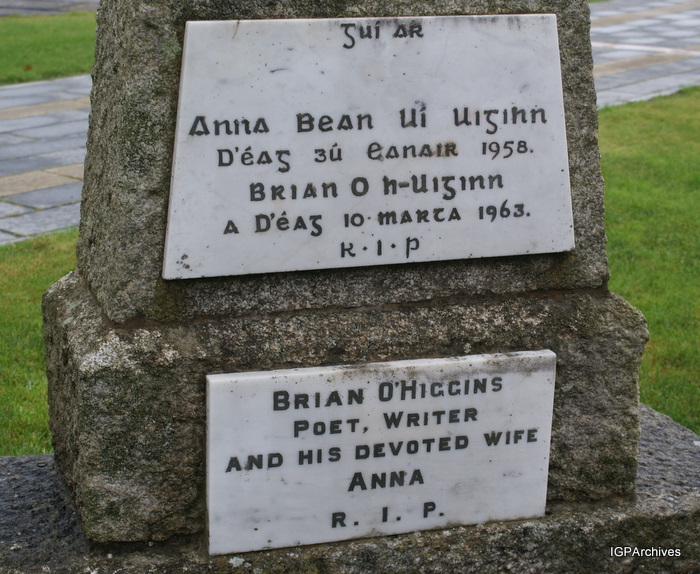 Guí ar
Anna Bean Uí Uiginn
D'éag 3ú Eanair 1958.
Brian O h-Uiginn
a D'éag 10 Marta 1963.
R.I.P
BRIAN O'HIGGINS
POET, WRITER
AND HIS DEVOTED WIFE
ANNA
R. I. P.
IGPArchives